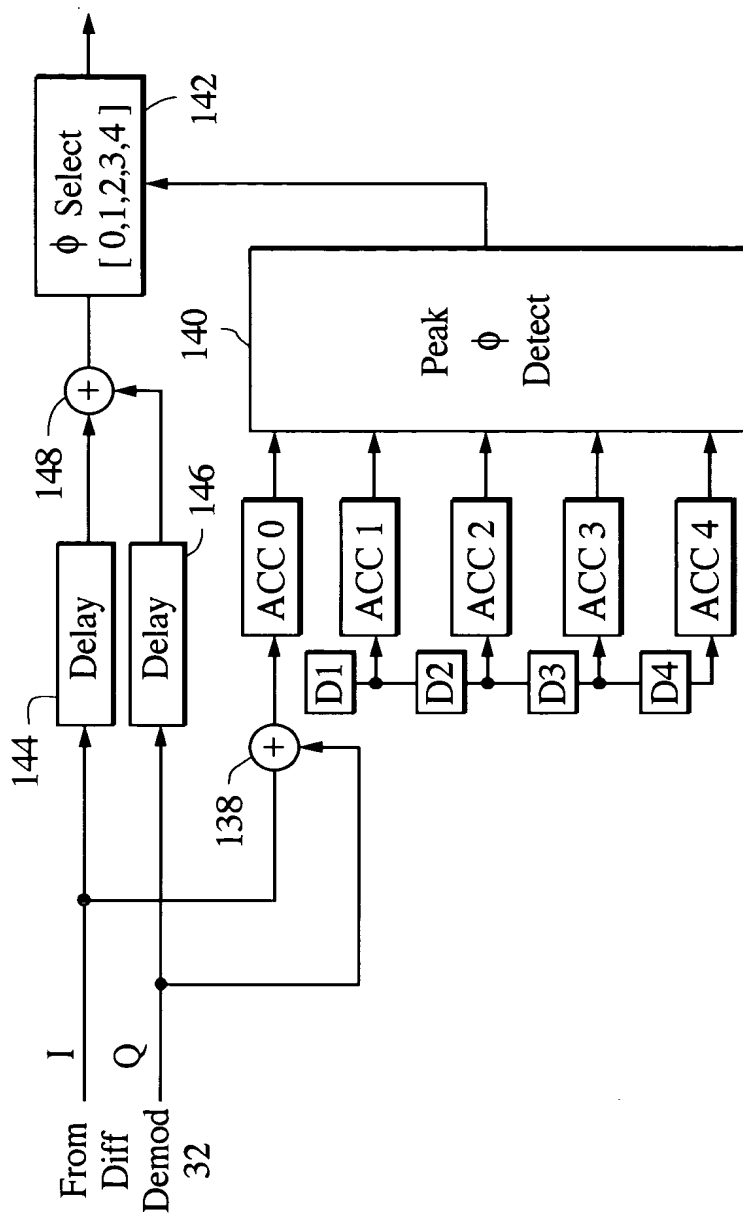 From
Diff
Demod
32
I
Q
144
Delay
Delay
146
148
+
φ Select
[ 0,1,2,3,4 ]
142
138
+
ACC 0
D1
ACC 1
D2
ACC 2
D3
ACC 3
D4
ACC 4
140
Peak
φ
Detect